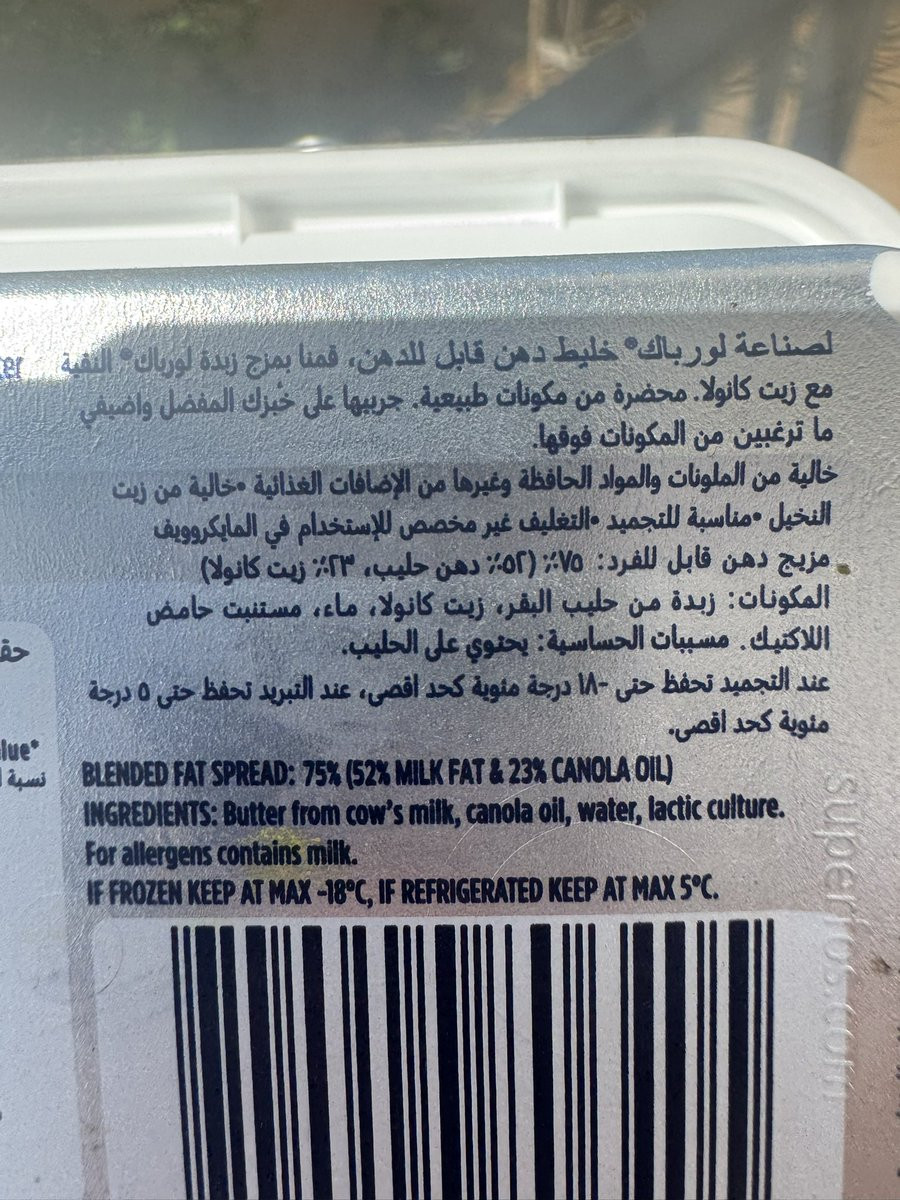 لصناعة لورباك® خليط دهن قابل للدهن، قمنا بمزج زبدة لورباك® النقية
مع زيت كانولا. محضرة من مكونات طبيعية. جربيها على خبزك المفضل واضيفي
ما ترغبين من المكونات فوقها.
خالية من الملونات والمواد الحافظة وغيرها من الإضافات الغذائية •خالية من زيت
النخيل •مناسبة للتجميد •التغليف غير مخصص للإستخدام في المايكروويف
مزيج دهن قابل للفرد: ٧٥٪ (٥٢٪ دهن حليب، ٢٣٪ زيت كانولا)
المكونات: زبدة من حليب البقر، زيت كانولا، ماء، مستنبت حامض
اللاكتيك. مسببات الحساسية: يحتوي على الحليب.
عند التجميد تحفظ حتى -١٨ درجة مئوية كحد اقصى، عند التبريد تحفظ حتى ٥ درجة
مئوية كحد اقصى.
BLENDED FAT SPREAD: 75% (52% MILK FAT & 23% CANOLA OIL)
INGREDIENTS: Butter from cow's milk, canola oil, water, lactic culture.
For allergens contains milk.
IF FROZEN KEEP AT MAX -18°C, IF REFRIGERATED KEEP AT MAX 5°C.
superfos.com
نسبة